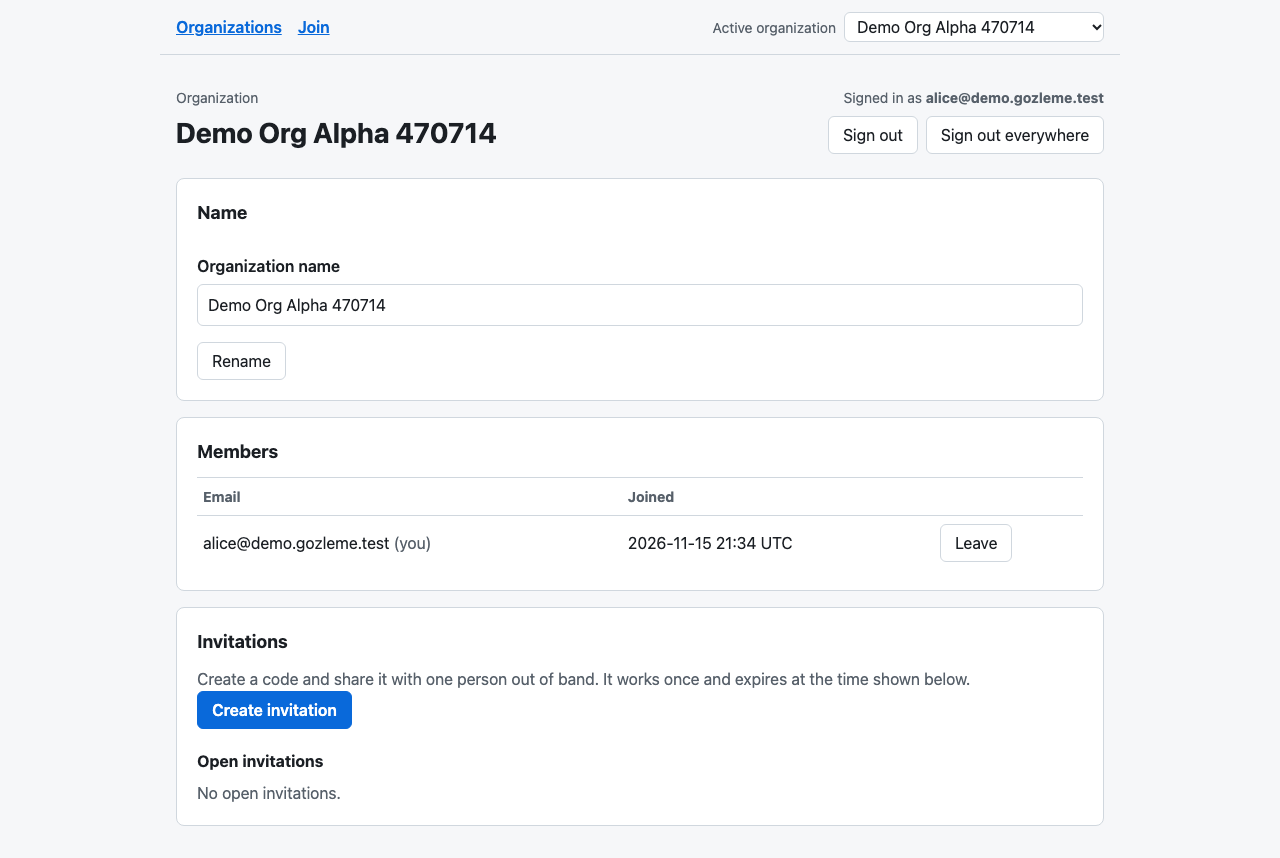 Organizations Join Active organization Demo Org Alpha 470714
Organization Signed in as alice@demo.gozleme.test
Demo Org Alpha 470714 Sign out Sign out everywhere
Name
Organization name
Demo Org Alpha 470714
Rename
Members
Email Joined
alice@demo.gozleme.test (you) 2026-11-15 21:34 UTC Leave
Invitations
Create a code and share it with one person out of band. It works once and expires at the time shown below.
Create invitation
Open invitations
No open invitations.